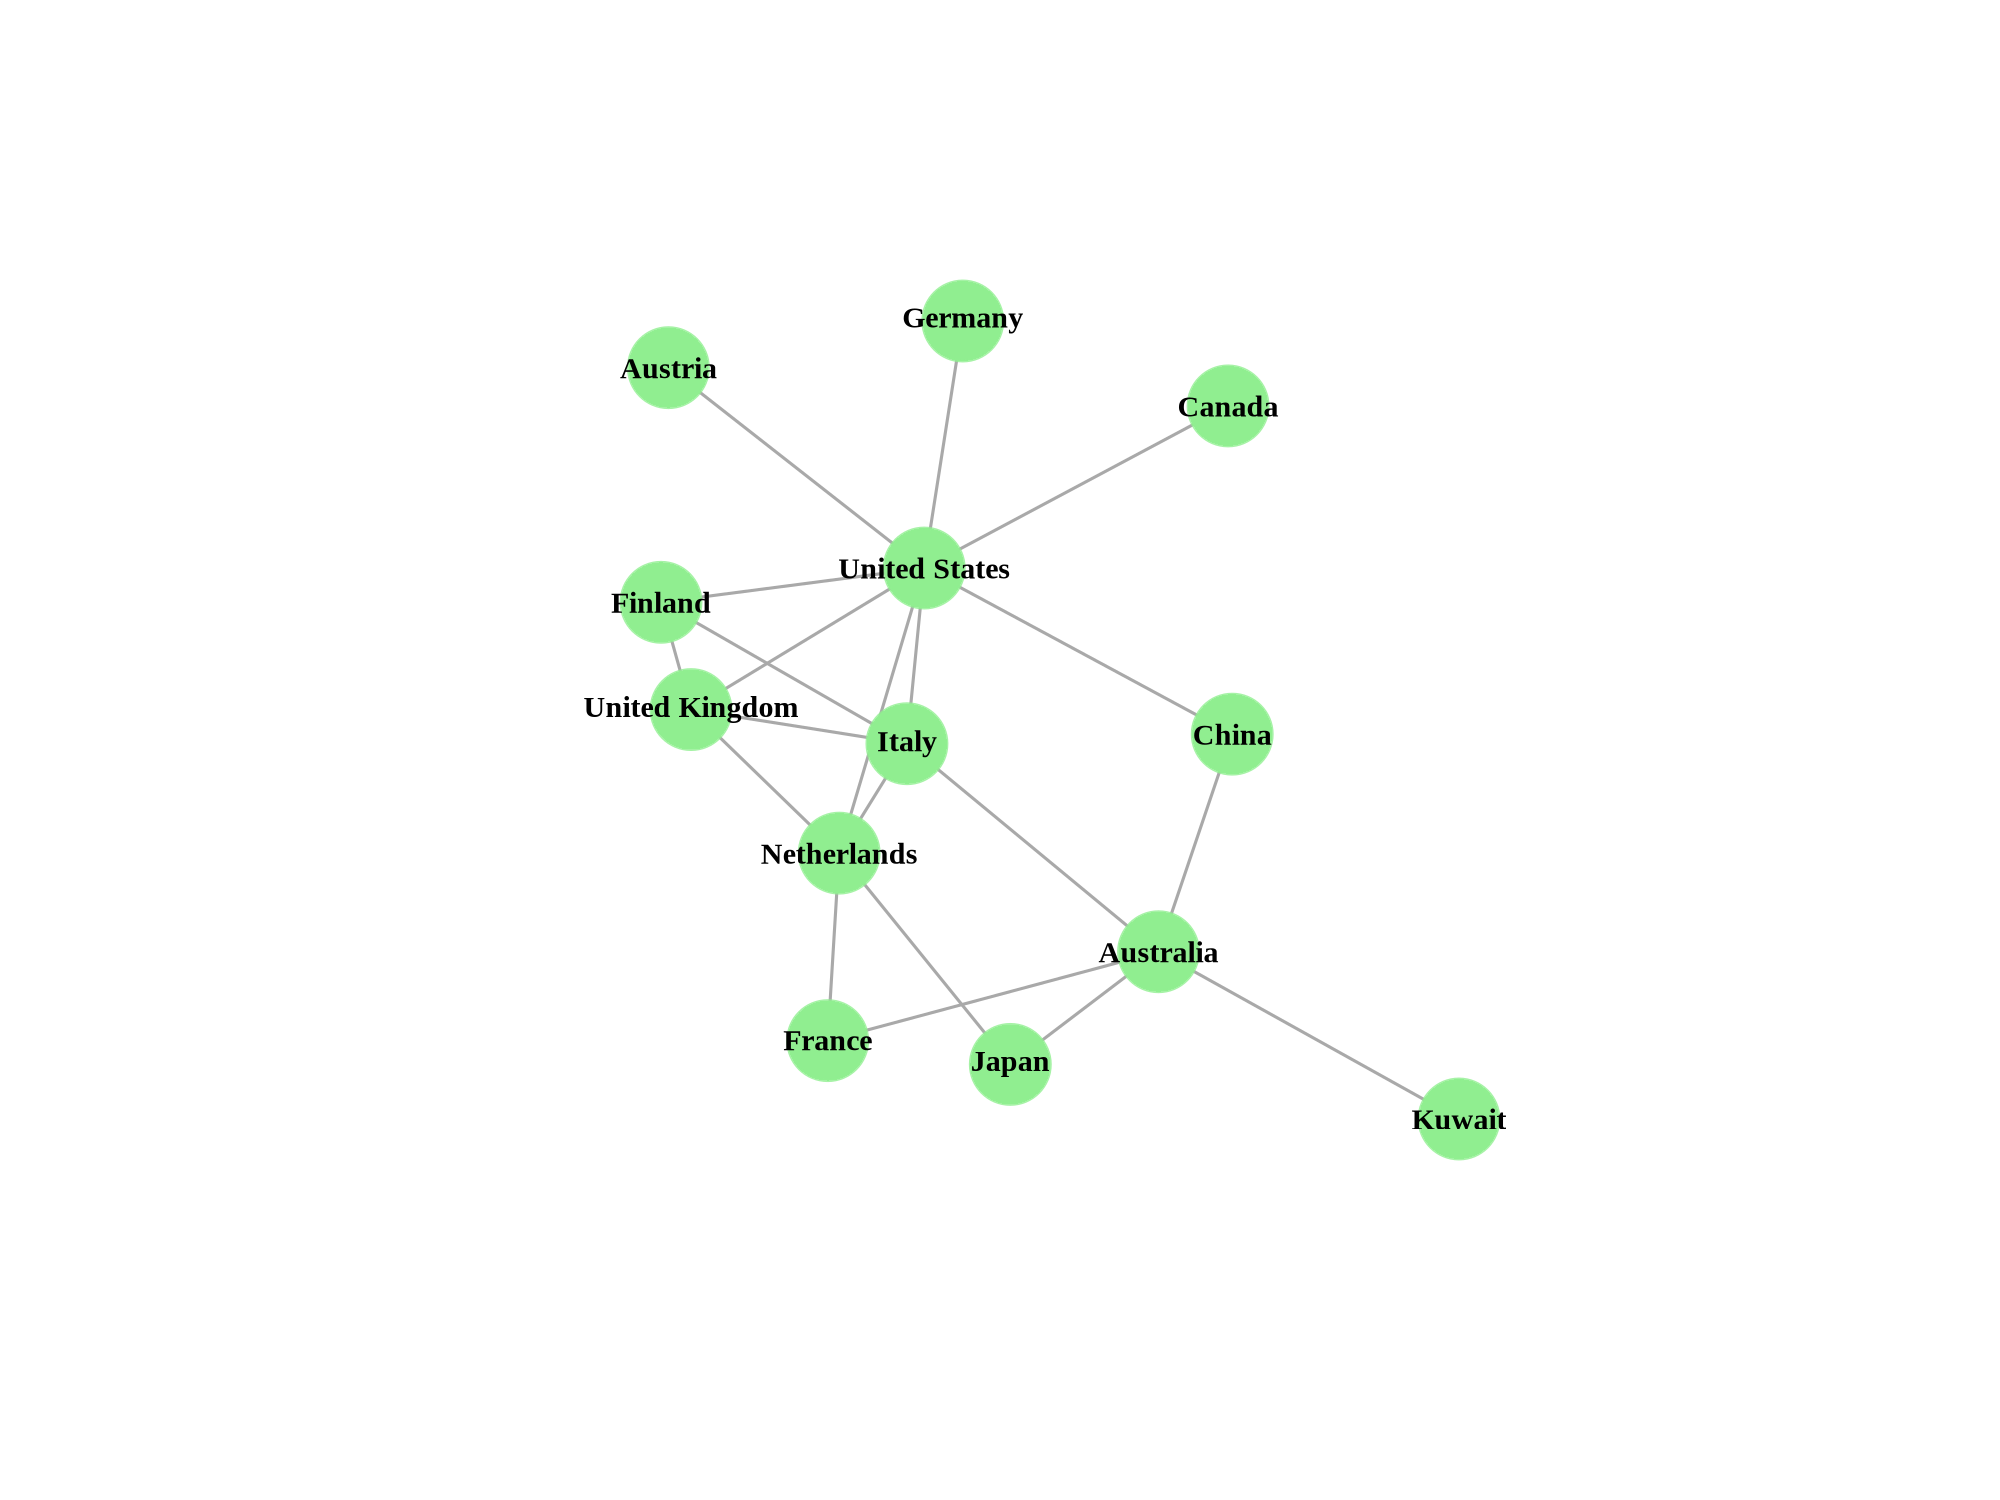 Germany
Austria
Canada
United States
Finland
United Kingdom
Italy
China
Netherlands
Australia
France
Japan
Kuwait